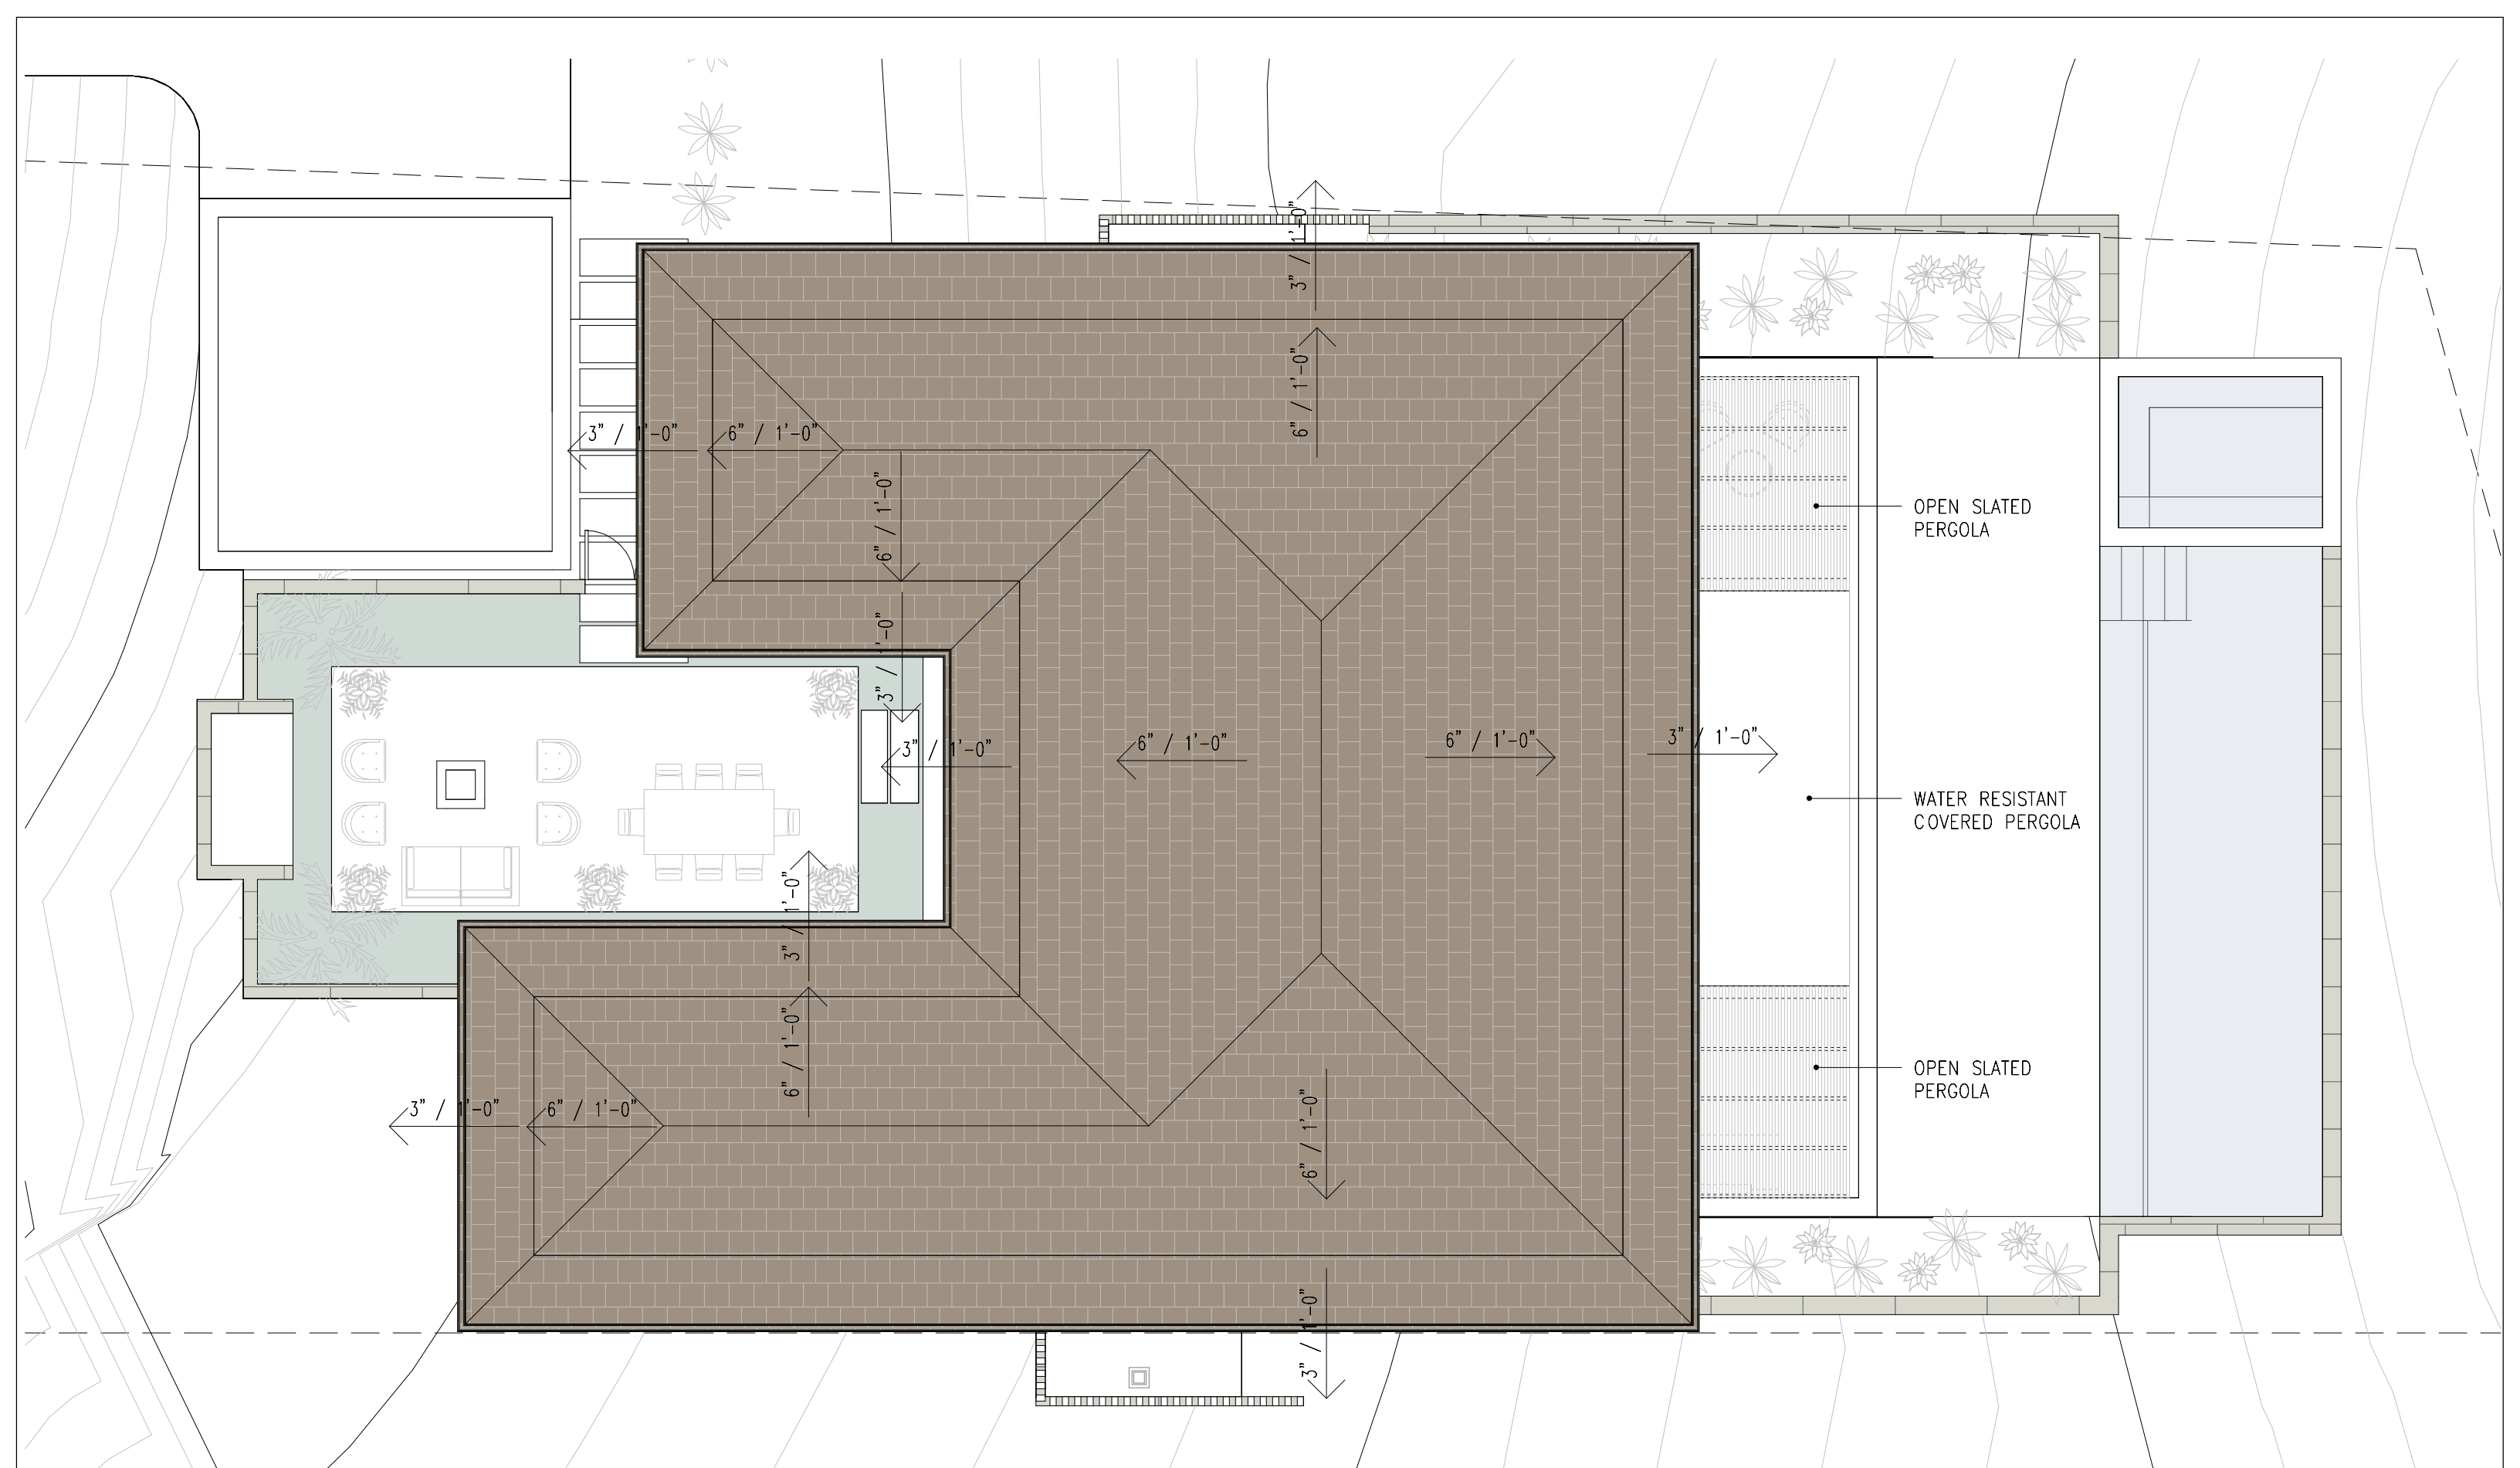 3" / 1'-0"
6" / 1'-0"
3" / 1'-0"
6" / 1'-0"
6" / 1'-0"
OPEN SLATED
PERGOLA
3" / 1'-0"
3" / 1'-0"
6" / 1'-0"
6" / 1'-0"
3" / 1'-0"
WATER RESISTANT
COVERED PERGOLA
3" / 1'-0"
6" / 1'-0"
3" / 1'-0"
6" / 1'-0"
6" / 1'-0"
OPEN SLATED
PERGOLA
3" / 1'-0"